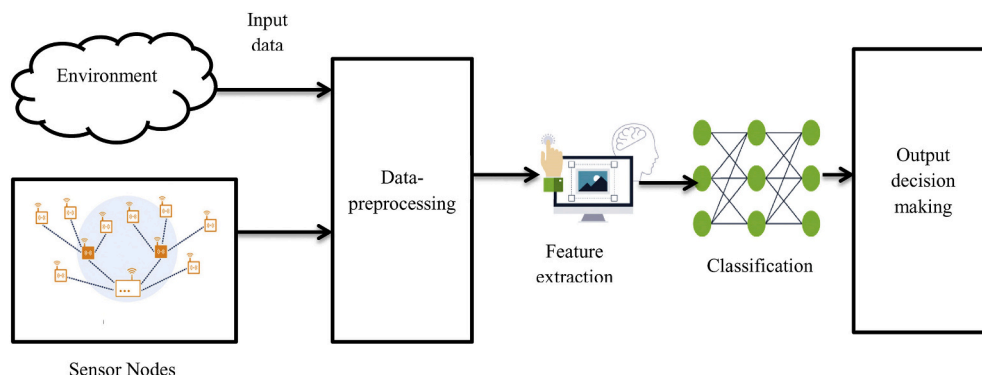 Input
data
Environment
Data-
preprocessing
Feature
extraction
Classification
Output
decision
making
Sensor Nodes